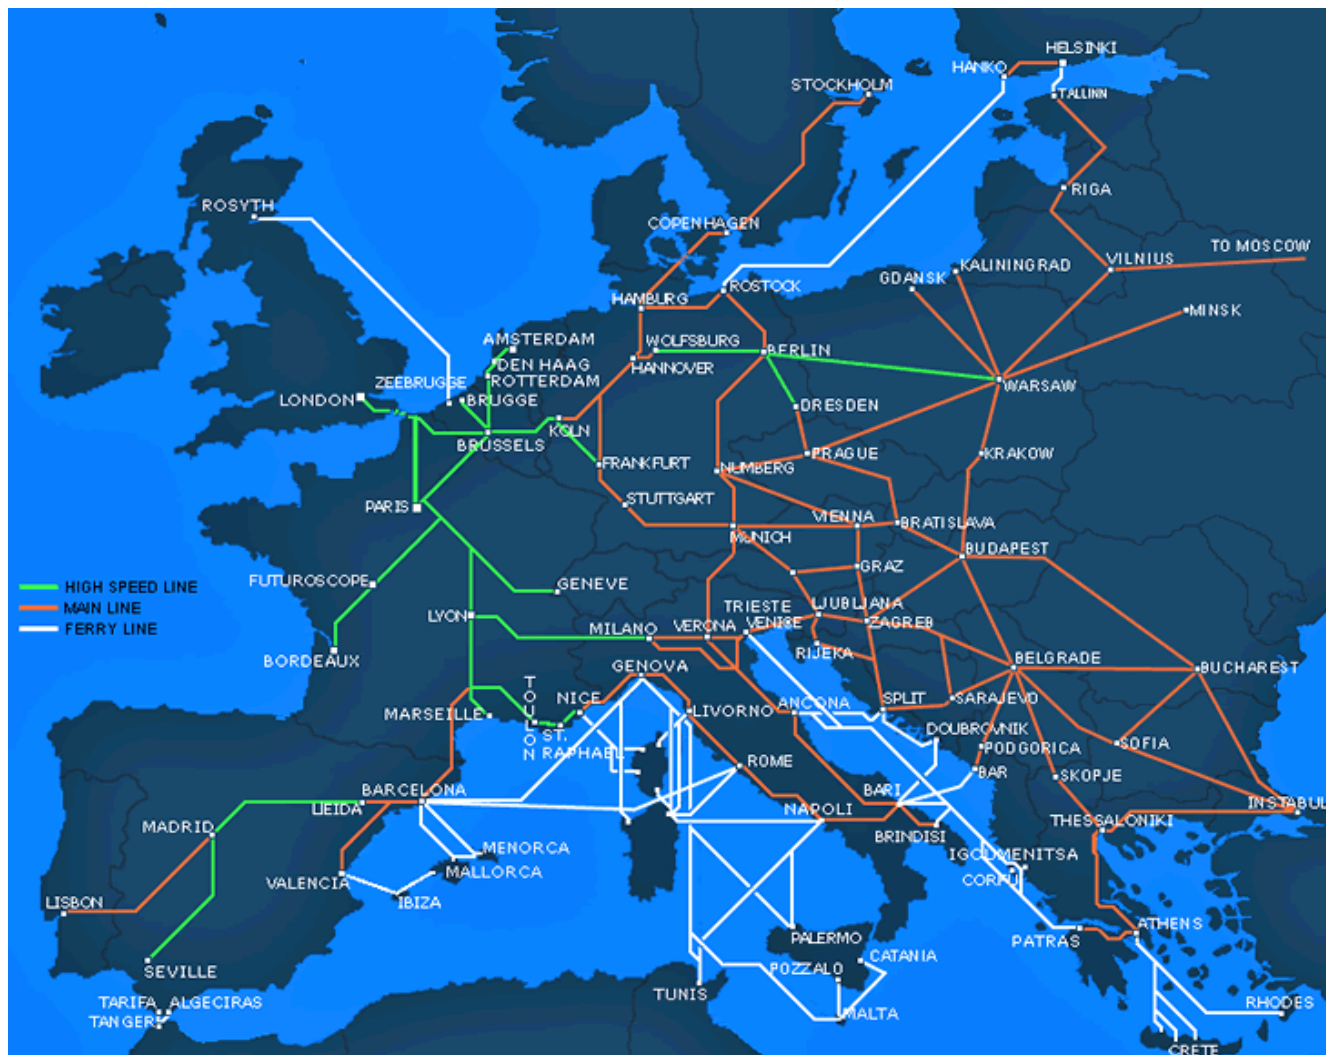 HELSINKI
HANKO
STOCKHOLM
TALLINN
RIGA
ROSYTH
COPENHAGEN
TO MOSCOW
VILNIUS
KALININGRAD
GDANSK
ROSTOCK
HAMBURG
MINSK
AMSTERDAM
WOLFSBURG
BERLIN
DEN HAAG
HANNOVER
ROTTERDAM
ZEEBRUGGE
WARSAW
LONDON
BRUGGE
DRESDEN
KÖLN
BRUSSELS
PRAGUE
KRAKOW
FRANKFURT
NUMBERG
STUTTGART
PARIS
VIENNA
BRATISLAVA
MUNICH
BUDAPEST
GRAZ
FUTUROSCOPE
GENEVE
HIGH SPEED LINE
MAIN LINE
FERRY LINE
TRIESTE
LJUBLJANA
LYON
MILANO
VERONA
VENICE
ZAGREB
RIJEKA
BORDEAUX
GENOVA
BELGRADE
BUCHAREST
TOULON
NICE
SARAJEVO
MARSEILLE
LIVORNO
ANCONA
SPLIT
ST.
RAPHAEL
DOUBROVNIK
PODGORICA
SOFIA
ROME
BAR
SKOPJE
BARCELONA
BARI
LIEIDA
NAPOLI
INSTABUL
MADRID
THESSALONIKI
BRINDISI
MENORCA
IGOUMENITSA
MALLORCA
CORFU
VALENCIA
IBIZA
LISBON
ATHENS
PALERMO
PATRAS
CATANIA
SEVILLE
POZZALO
TUNIS
TARIFA
ALGECIRAS
RHODES
TANGER
MALTA
CRETE